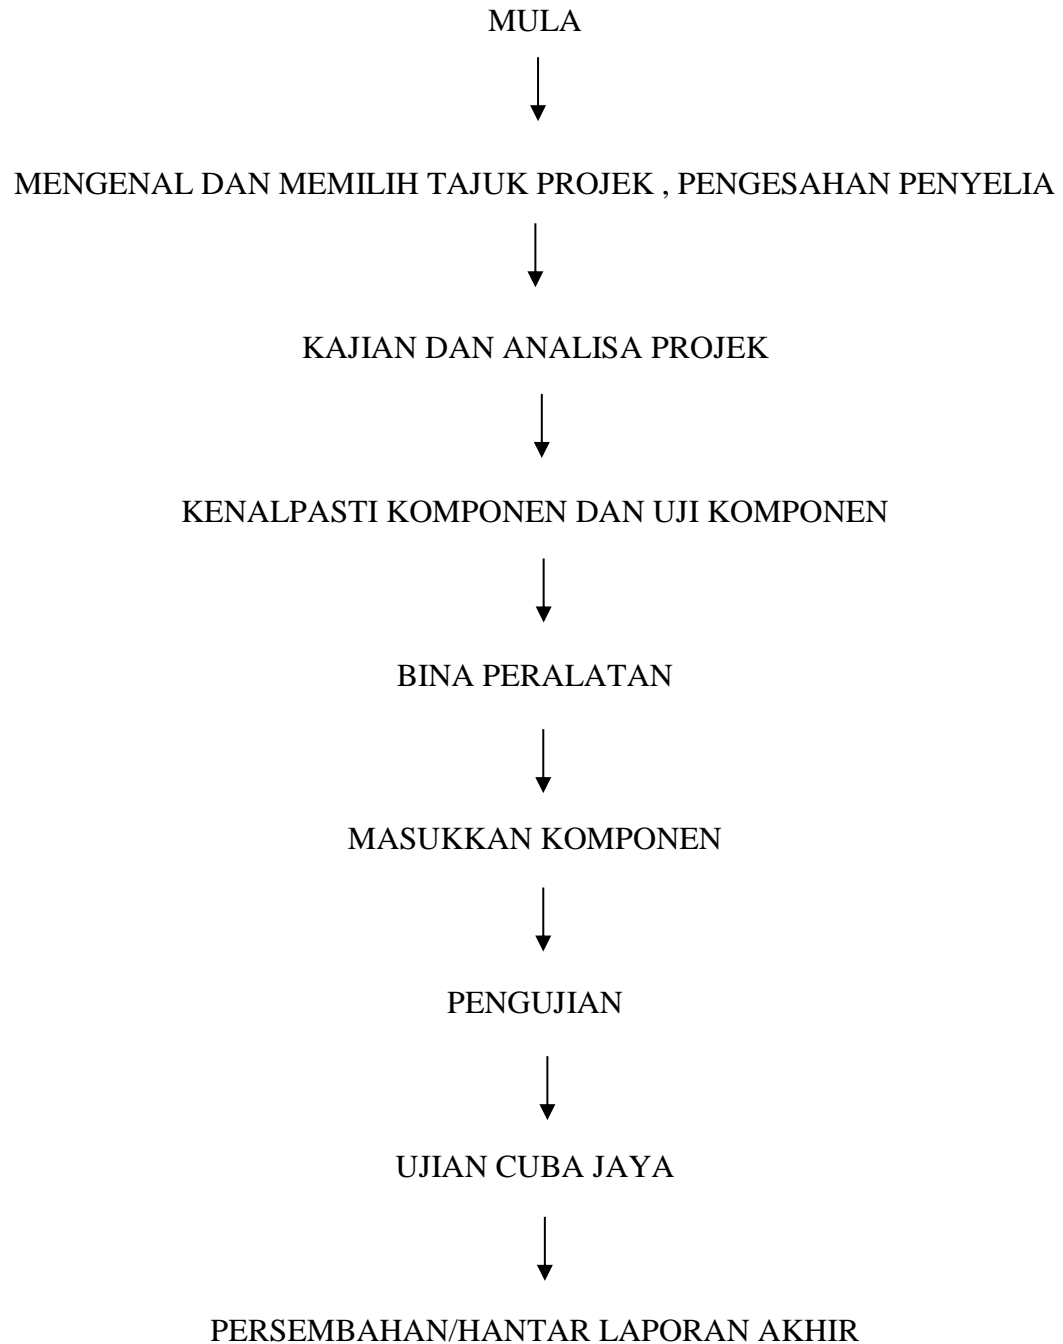 MULA
MENGENAL DAN MEMILIH TAJUK PROJEK , PENGESAHAN PENYELIA
KAJIAN DAN ANALISA PROJEK
KENALPASTI KOMPONEN DAN UJI KOMPONEN
BINA PERALATAN
MASUKKAN KOMPONEN
PENGUJIAN
UJIAN CUBA JAYA
PERSEMBAHAN/HANTAR LAPORAN AKHIR